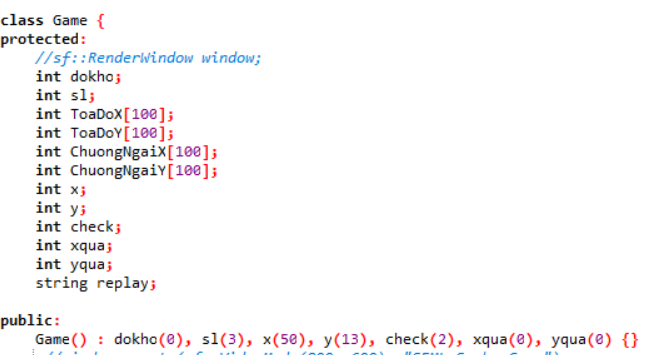 class Game {
protected:
    //sf::RenderWindow window;
    int dokho;
    int sl;
    int ToaDoX[100];
    int ToaDoY[100];
    int ChuongNgaiX[100];
    int ChuongNgaiY[100];
    int x;
    int y;
    int check;
    int xqua;
    int yqua;
    string replay;
public:
    Game() : dokho(0), sl(3), x(50), y(13), check(2), xqua(0), yqua(0) {}